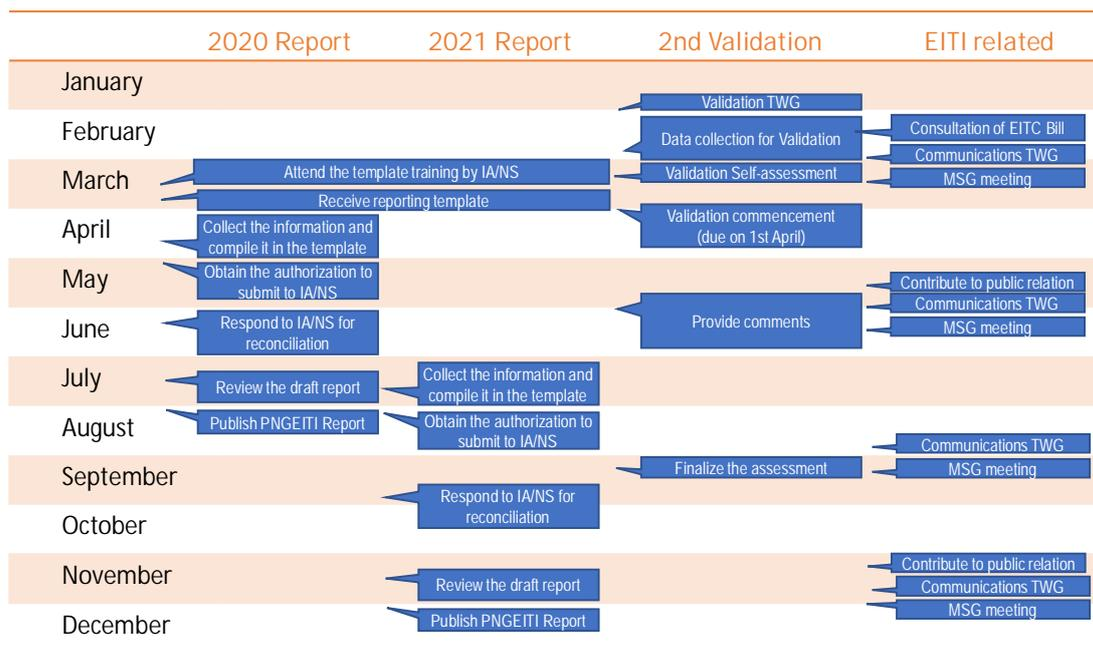 2020 Report 2021 Report 2nd Validation EITI related
January
Validation TWG
February
Data collection for Validation
Consultation of EITC Bill
Communications TWG
March
Attend the template training by IA/NS
Validation Self-assessment
MSG meeting
Receive reporting template
April
Collect the information and
compile it in the template
Validation commencement
(due on 1st April)
May
Obtain the authorization to
submit to IA/NS
Contribute to public relation
Communications TWG
June
Respond to IA/NS for
reconciliation
Provide comments
MSG meeting
July
Review the draft report
Collect the information and
compile it in the template
August
Publish PNGEITI Report
Obtain the authorization to
submit to IA/NS
Communications TWG
September
Finalize the assessment
MSG meeting
Respond to IA/NS for
reconciliation
October
November
Review the draft report
Contribute to public relation
Communications TWG
MSG meeting
December
Publish PNGEITI Report